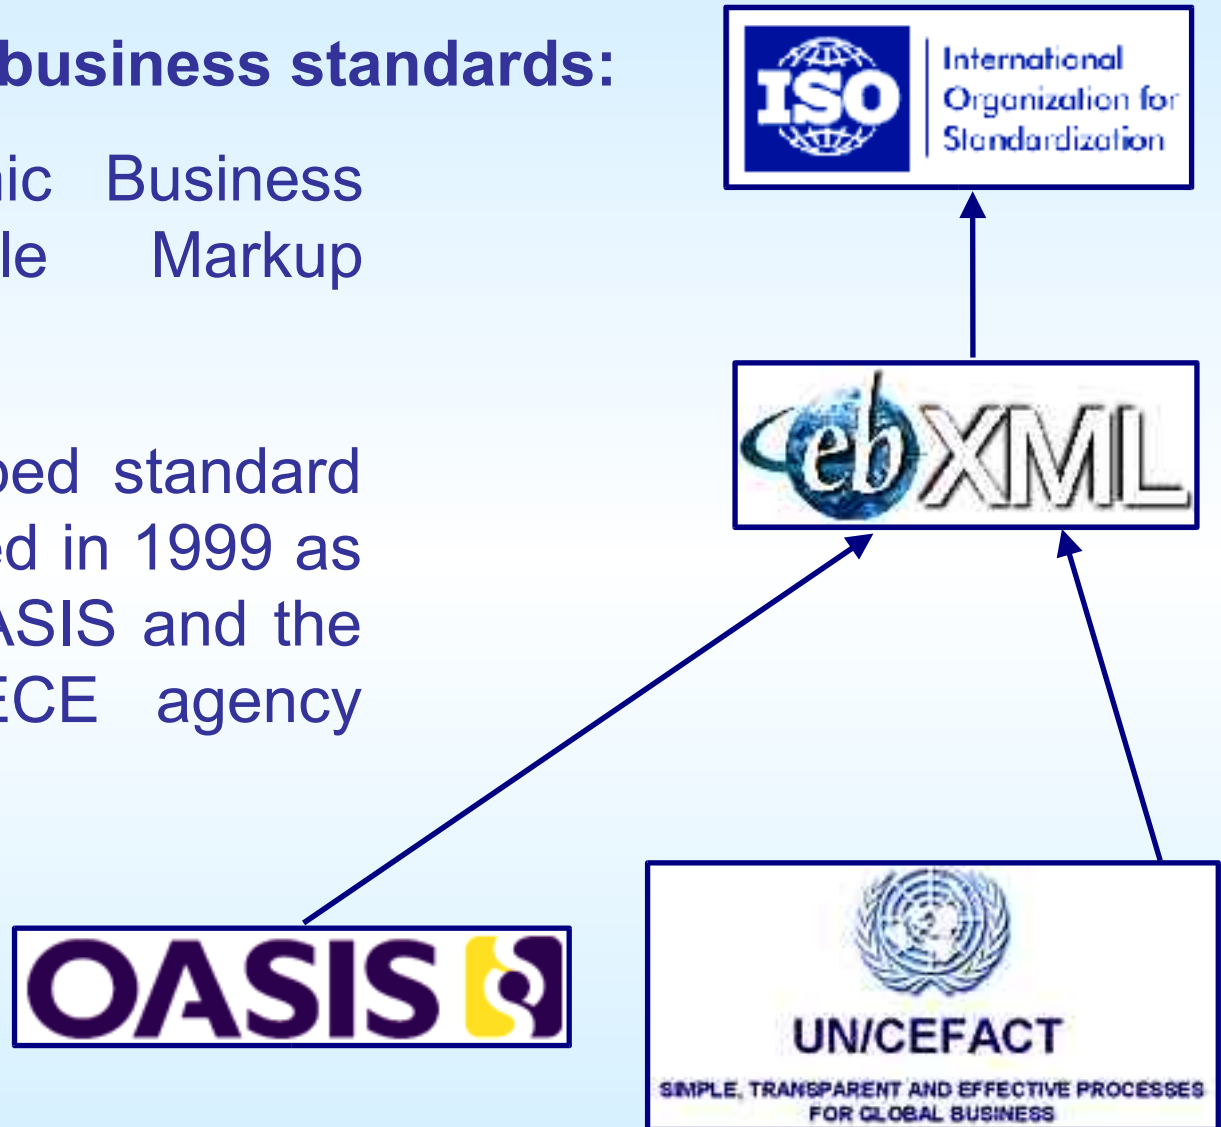 business standards:
nic Business
le Markup
ped standard
ed in 1999 as
ASIS and the
ECE agency
ISO
International
Organization for
Standardization
ebXML
OASIS
UN/CEFACT
SIMPLE, TRANSPARENT AND EFFECTIVE PROCESSES
FOR GLOBAL BUSINESS